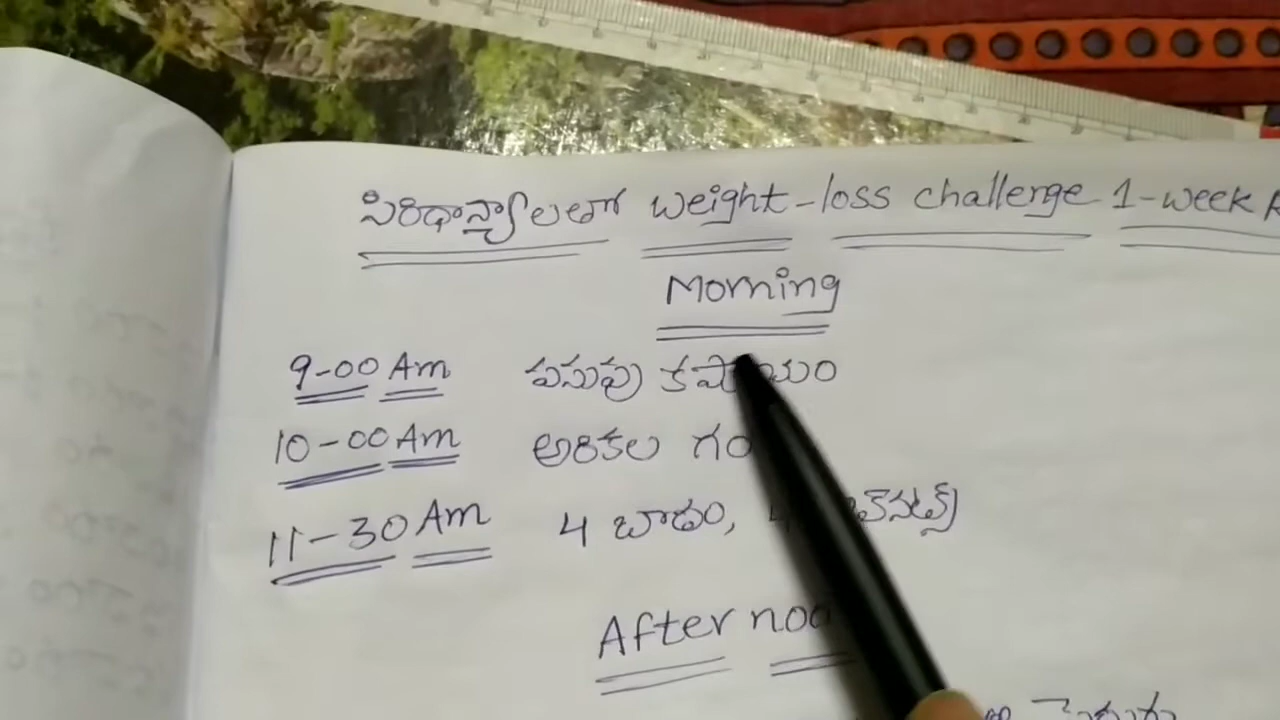 సిరిధాన్యాలతో weight-loss challenge 1-week
Morning
9-00 Am పసుపు కషాయం
10-00 Am అరికల
11-30 Am 4 బాదం,
After